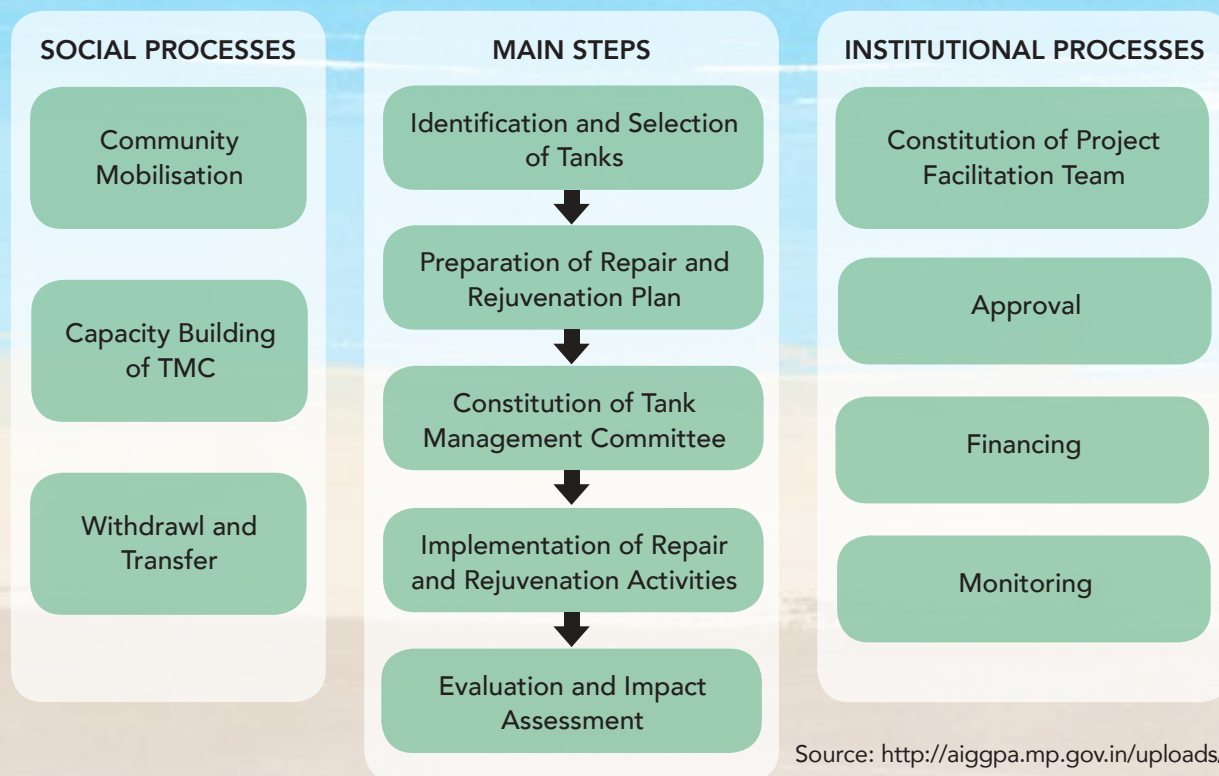 SOCIAL PROCESSES
Community
Mobilisation
Capacity Building
of TMC
Withdrawl and
Transfer
MAIN STEPS
Identification and Selection
of Tanks
Preparation of Repair and
Rejuvenation Plan
Constitution of Tank
Management Committee
Implementation of Repair
and Rejuvenation Activities
Evaluation and Impact
Assessment
INSTITUTIONAL PROCESSES
Constitution of Project
Facilitation Team
Approval
Financing
Monitoring
Source: http://aiggpa.mp.gov.in/uploads/